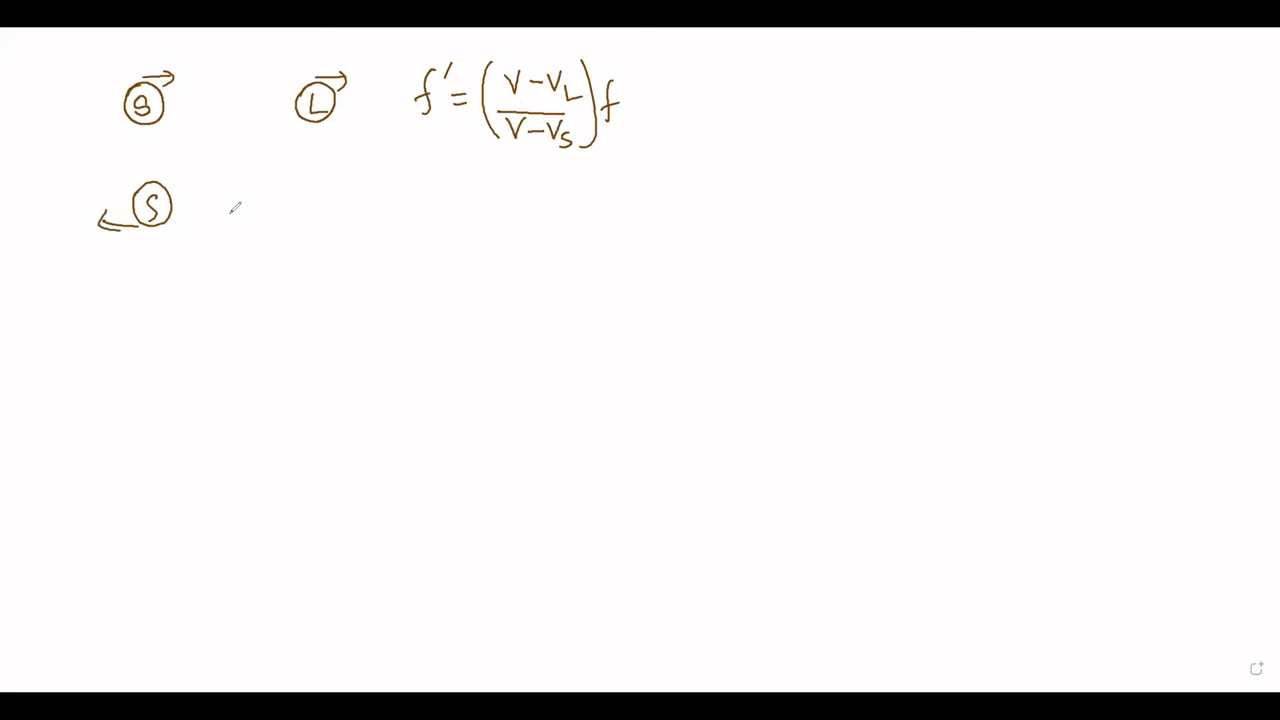 S L f' = (V-V_L / V-V_S) f
S